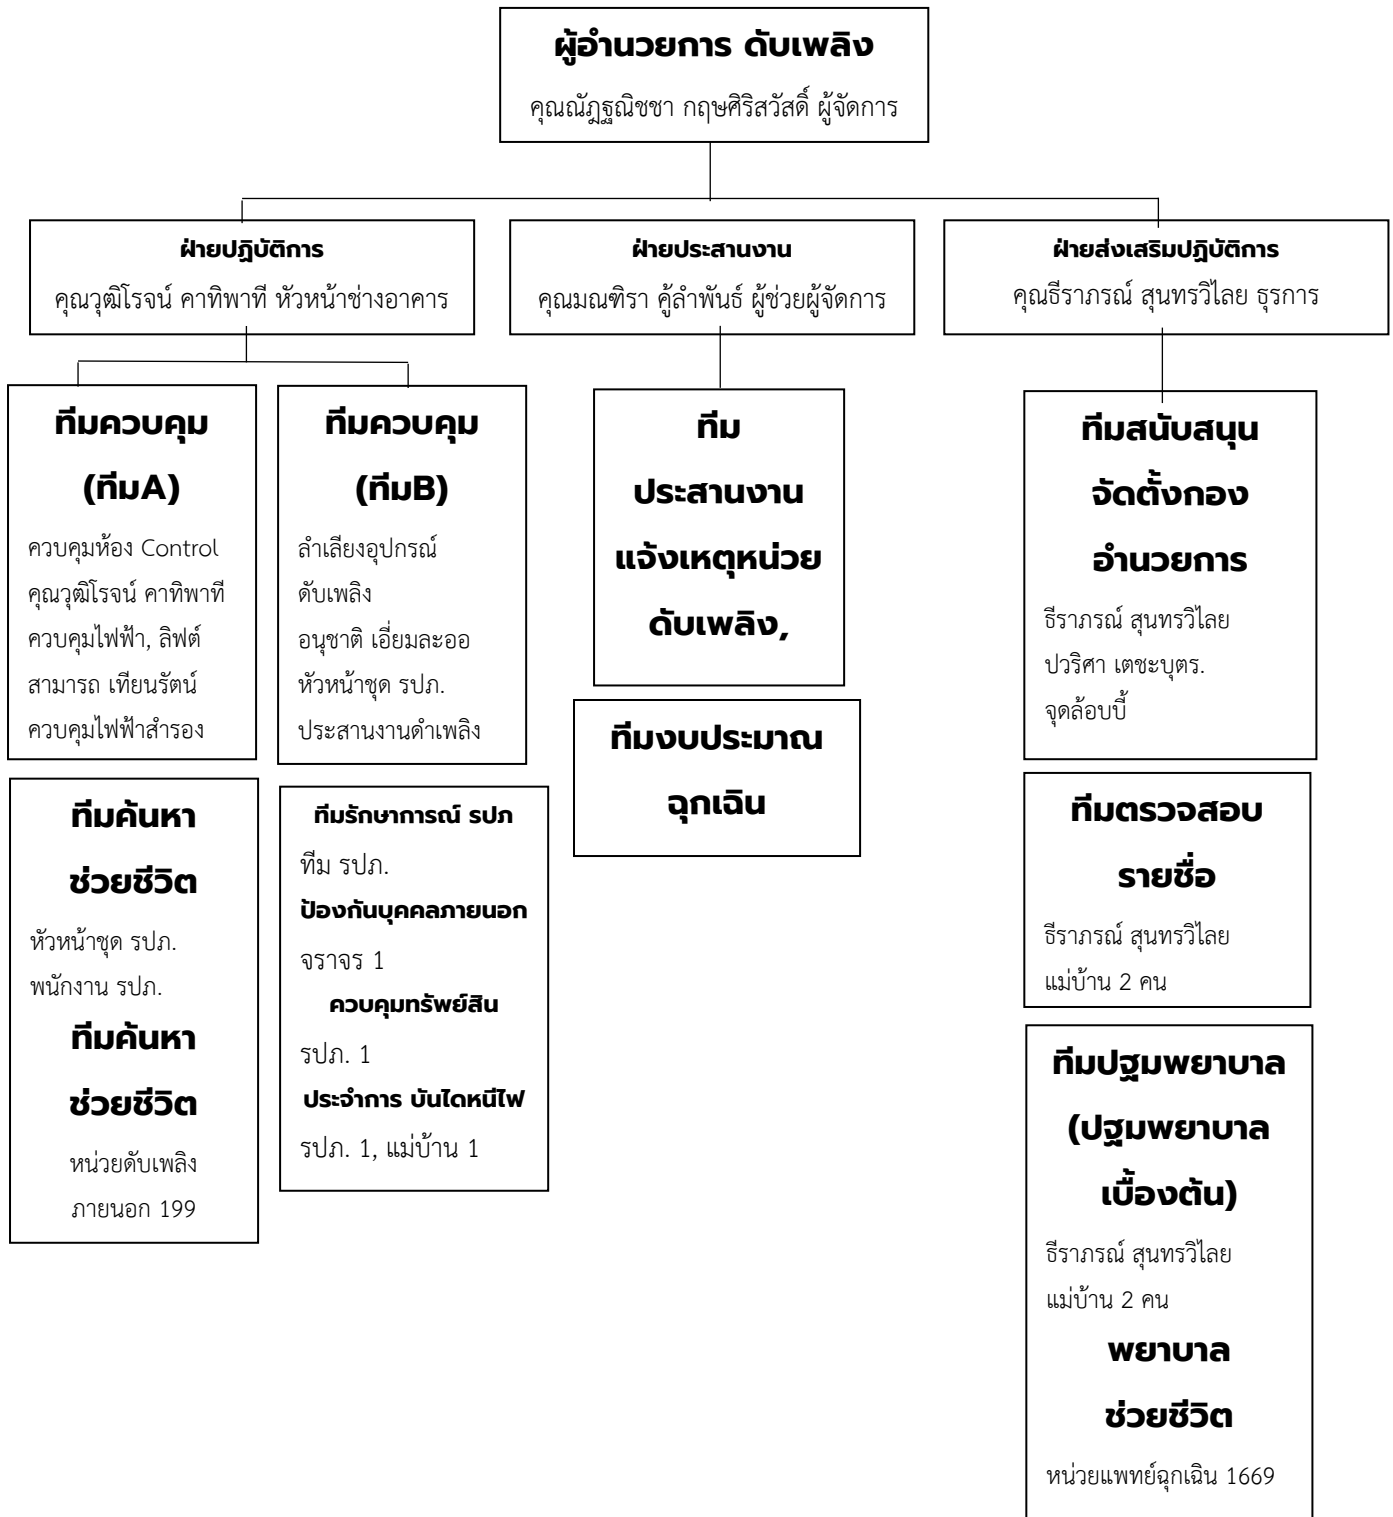 ผู้อำนวยการ ดับเพลิง
คุณณัฏฐณิชชา กฤษศิริสวัสดิ์ ผู้จัดการ
ฝ่ายปฏิบัติการ
คุณวุฒิโรจน์ คาทิพาที หัวหน้าช่างอาคาร
ฝ่ายประสานงาน
คุณมณฑิรา คู้ลำพันธ์ ผู้ช่วยผู้จัดการ
ฝ่ายส่งเสริมปฏิบัติการ
คุณธีราภรณ์ สุนทรวิไลย ธุรการ
ทีมควบคุม
(ทีมA)
ควบคุมห้อง Control
คุณวุฒิโรจน์ คาทิพาที
ควบคุมไฟฟ้า, ลิฟต์
สามารถ เทียนรัตน์
ควบคุมไฟฟ้าสำรอง
ทีมควบคุม
(ทีมB)
ลำเลียงอุปกรณ์
ดับเพลิง
อนุชาติ เอี่ยมละออ
หัวหน้าชุด รปภ.
ประสานงานดำเพลิง
ทีม
ประสานงาน
แจ้งเหตุหน่วย
ดับเพลิง,
ทีมงบประมาณ
ฉุกเฉิน
ทีมสนับสนุน
จัดตั้งกอง
อำนวยการ
ธีราภรณ์ สุนทรวิไลย
ปวริศา เตชะบุตร.
จุดล้อบบี้
ทีมค้นหา
ช่วยชีวิต
หัวหน้าชุด รปภ.
พนักงาน รปภ.
ทีมค้นหา
ช่วยชีวิต
หน่วยดับเพลิง
ภายนอก 199
ทีมรักษาการณ์ รปภ
ทีม รปภ.
ป้องกันบุคคลภายนอก
จราจร 1
ควบคุมทรัพย์สิน
รปภ. 1
ประจำการ บันไดหนีไฟ
รปภ. 1, แม่บ้าน 1
ทีมตรวจสอบ
รายชื่อ
ธีราภรณ์ สุนทรวิไลย
แม่บ้าน 2 คน
ทีมปฐมพยาบาล
(ปฐมพยาบาล
เบื้องต้น)
ธีราภรณ์ สุนทรวิไลย
แม่บ้าน 2 คน
พยาบาล
ช่วยชีวิต
หน่วยแพทย์ฉุกเฉิน 1669